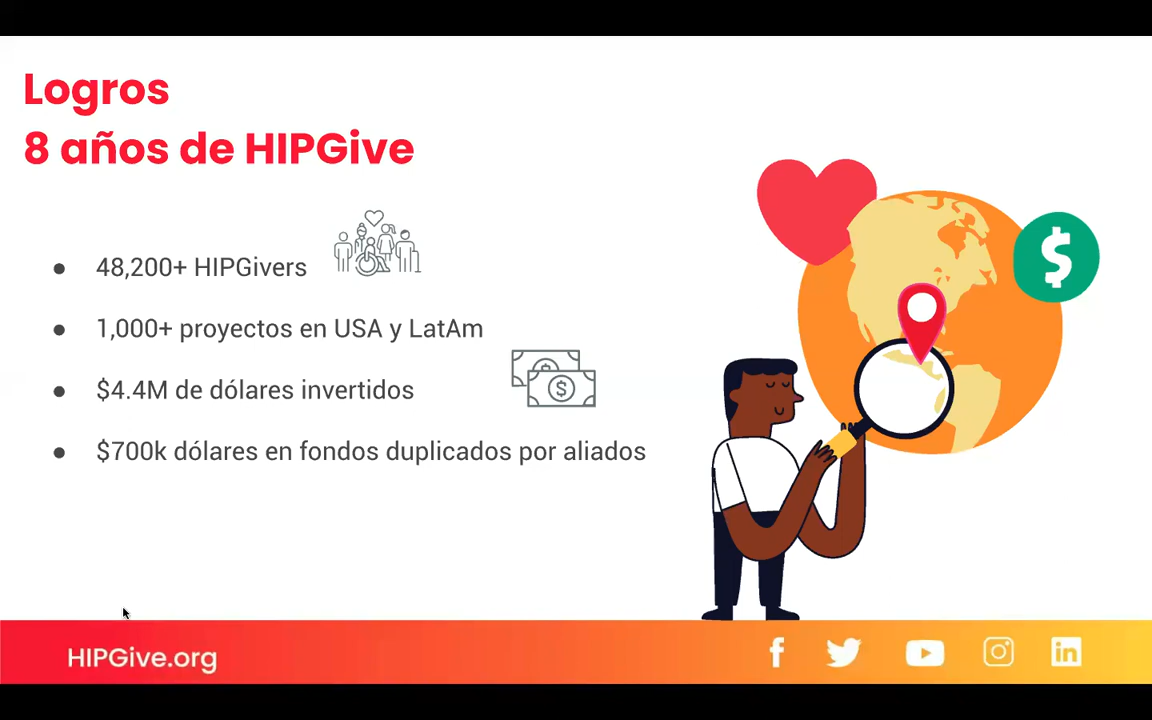 Logros
8 años de HIPGive
48,200+ HIPGivers
1,000+ proyectos en USA y LatAm
$4.4M de dólares invertidos
$700k dólares en fondos duplicados por aliados
HIPGive.org